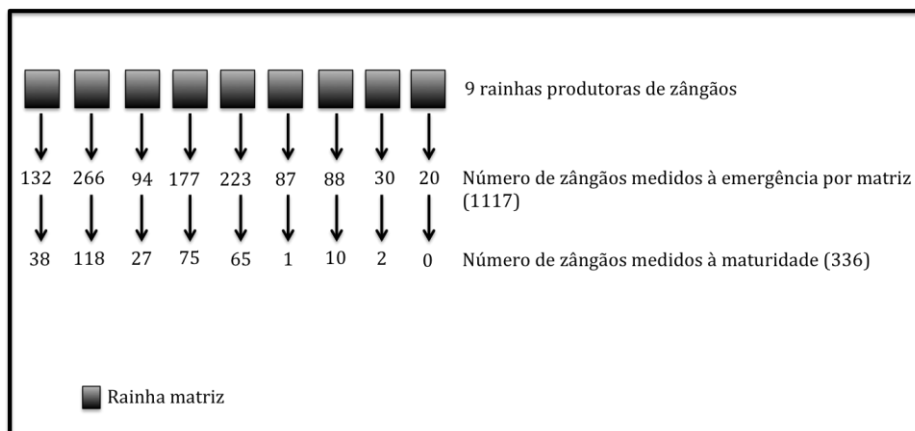 9 rainhas produtoras de zângãos
132 266 94 177 223 87 88 30 20 Número de zângãos medidos à emergência por matriz
(1117)
38 118 27 75 65 1 10 2 0 Número de zângãos medidos à maturidade (336)
Rainha matriz